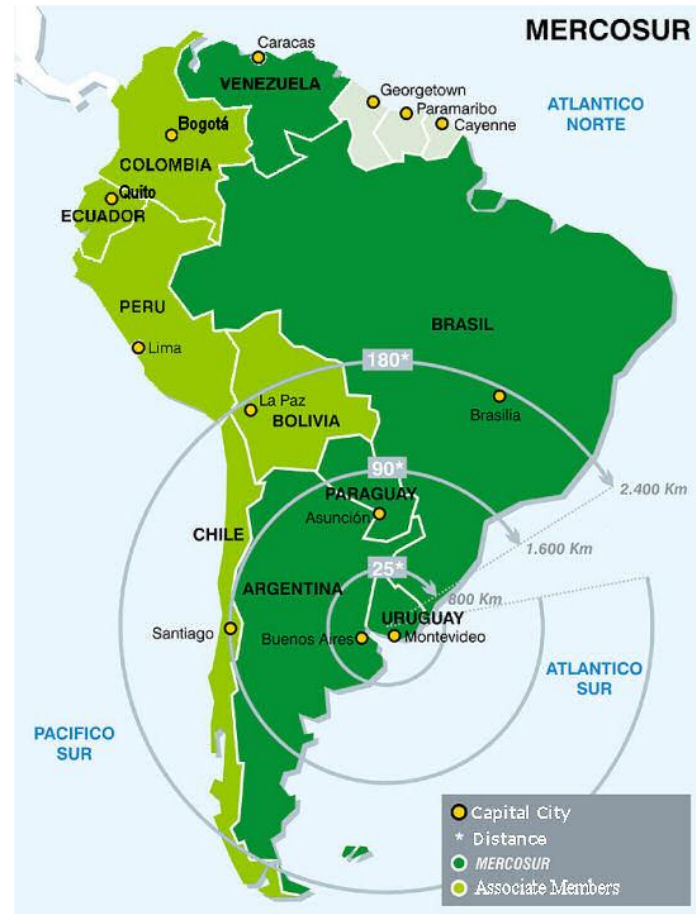 MERCOSUR
Caracas
VENEZUELA
Georgetown
Paramaribo
Cayenne
ATLANTICO
NORTE
Bogotá
COLOMBIA
Quito
ECUADOR
PERU
Lima
BRASIL
180*
La Paz
BOLIVIA
Brasilia
90*
2.400 Km
PARAGUAY
Asunción
CHILE
1.600 Km
25*
ARGENTINA
800 Km
URUGUAY
Santiago
Buenos Aires
Montevideo
ATLANTICO
SUR
PACIFICO
SUR
Capital City
* Distance
MERCOSUR
Associate Members